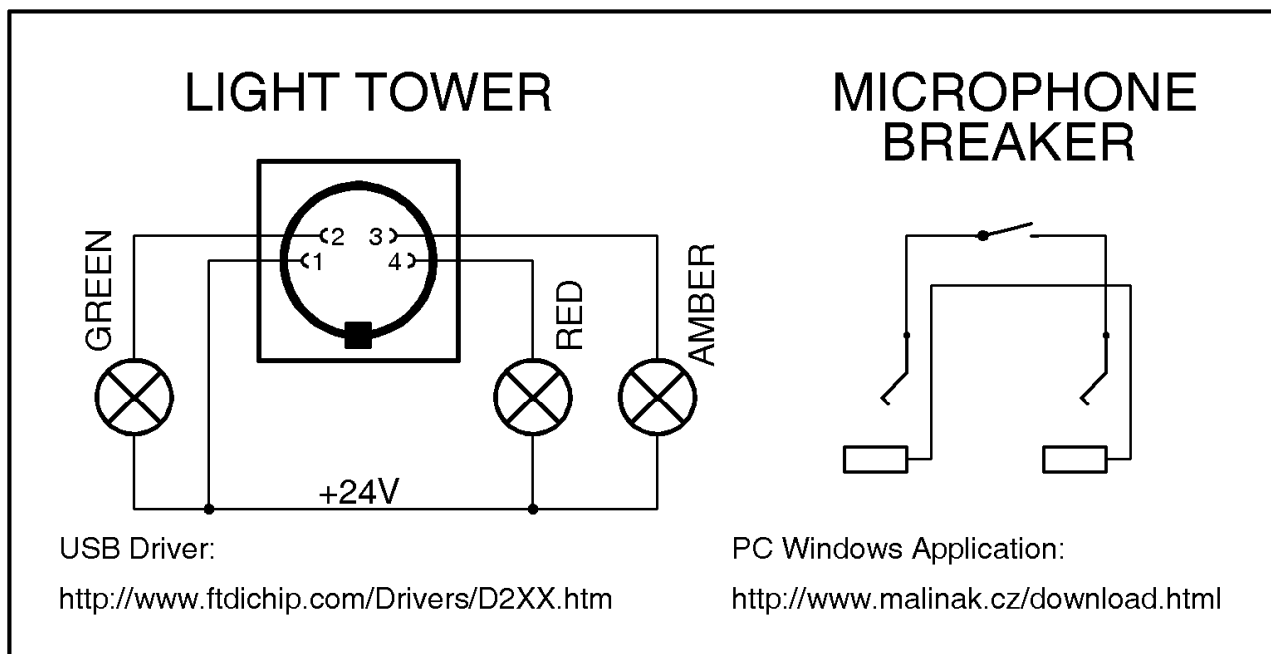 LIGHT TOWER
MICROPHONE
BREAKER
GREEN
2
3
1
4
RED
AMBER
+24V
USB Driver:
http://www.ftdichip.com/Drivers/D2XX.htm
PC Windows Application:
http://www.malinak.cz/download.html